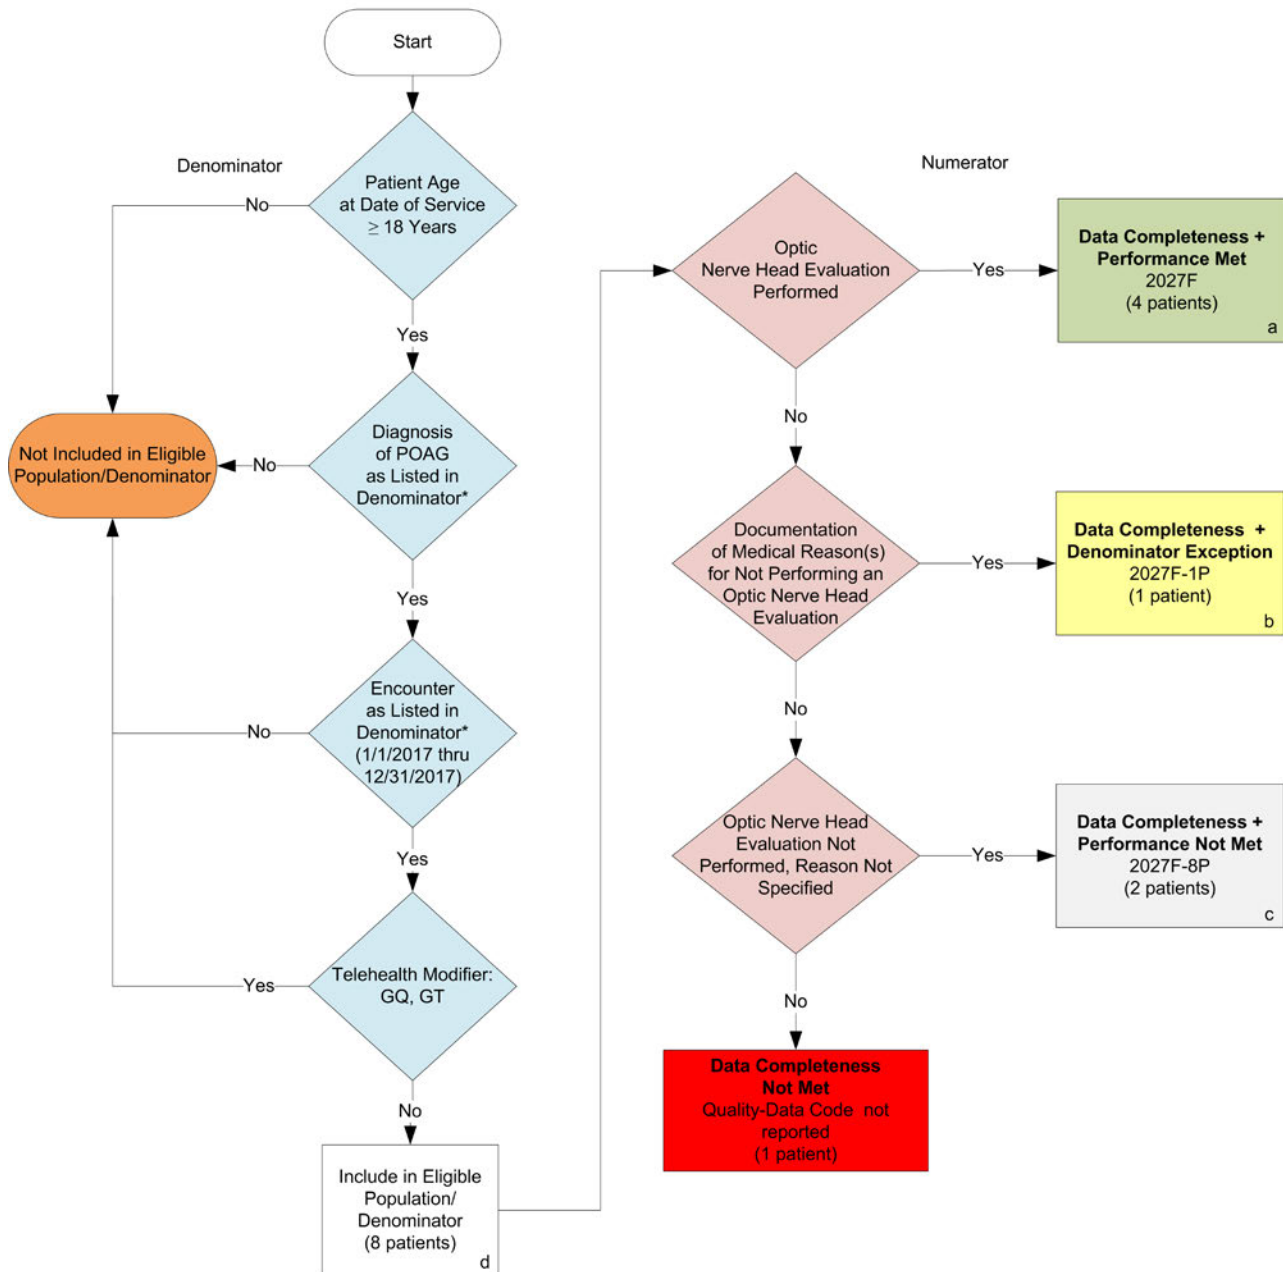 Start
Denominator
Patient Age
at Date of Service
≥ 18 Years
No
Yes
Diagnosis
of POAG
as Listed in
Denominator*
No
Not Included in Eligible
Population/Denominator
Yes
Encounter
as Listed in
Denominator*
(1/1/2017 thru
12/31/2017)
No
Yes
Telehealth Modifier:
GQ, GT
Yes
No
Include in Eligible
Population/
Denominator
(8 patients)
d
Numerator
Optic
Nerve Head Evaluation
Performed
Yes
Data Completeness +
Performance Met
2027F
(4 patients)
a
No
Documentation
of Medical Reason(s)
for Not Performing an
Optic Nerve Head
Evaluation
Yes
Data Completeness +
Denominator Exception
2027F-1P
(1 patient)
b
No
Optic Nerve Head
Evaluation Not
Performed, Reason Not
Specified
Yes
Data Completeness +
Performance Not Met
2027F-8P
(2 patients)
c
No
Data Completeness
Not Met
Quality-Data Code not
reported
(1 patient)